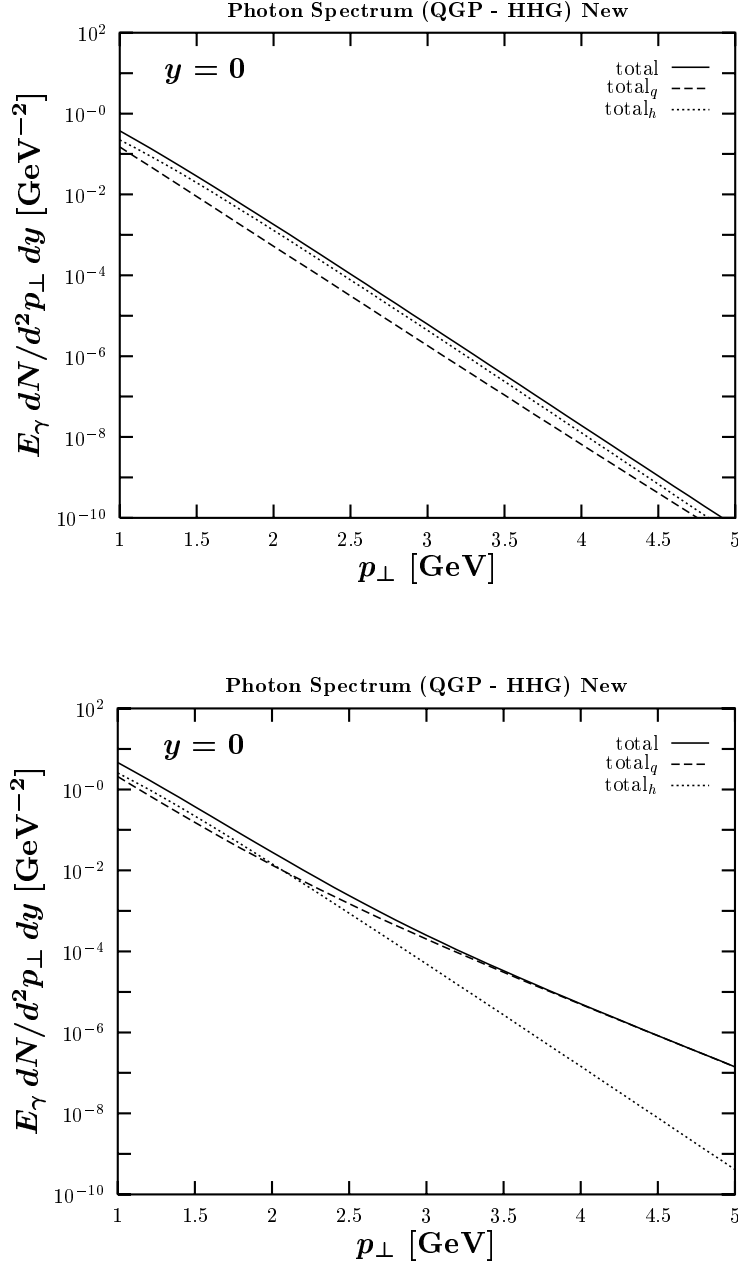 Photon Spectrum (QGP - HHG) New
y = 0
total
total_q
total_h
10^2
10^{-0}
10^{-2}
10^{-4}
10^{-6}
10^{-8}
10^{-10}
E_γ dN/d^2p_⊥ dy [GeV^{-2}]
1 1.5 2 2.5 3 3.5 4 4.5 5
p_⊥ [GeV]
Photon Spectrum (QGP - HHG) New
y = 0
total
total_q
total_h
10^2
10^{-0}
10^{-2}
10^{-4}
10^{-6}
10^{-8}
10^{-10}
E_γ dN/d^2p_⊥ dy [GeV^{-2}]
1 1.5 2 2.5 3 3.5 4 4.5 5
p_⊥ [GeV]